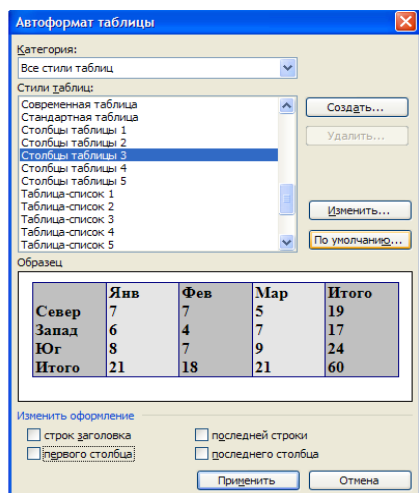 Автоформат таблицы
Категория:
Все стили таблиц
Стили таблиц:
Современная таблица
Стандартная таблица
Столбцы таблицы 1
Столбцы таблицы 2
Столбцы таблицы 3
Столбцы таблицы 4
Столбцы таблицы 5
Таблица-список 1
Таблица-список 2
Таблица-список 3
Таблица-список 4
Таблица-список 5
Создать...
Удалить...
Изменить...
По умолчанию...
Образец
Янв Фев Мар Итого
Север 7 7 5 19
Запад 6 4 7 17
Юг 8 7 9 24
Итого 21 18 21 60
Изменить оформление
строк заголовка последней строки
первого столбца последнего столбца
Применить Отмена